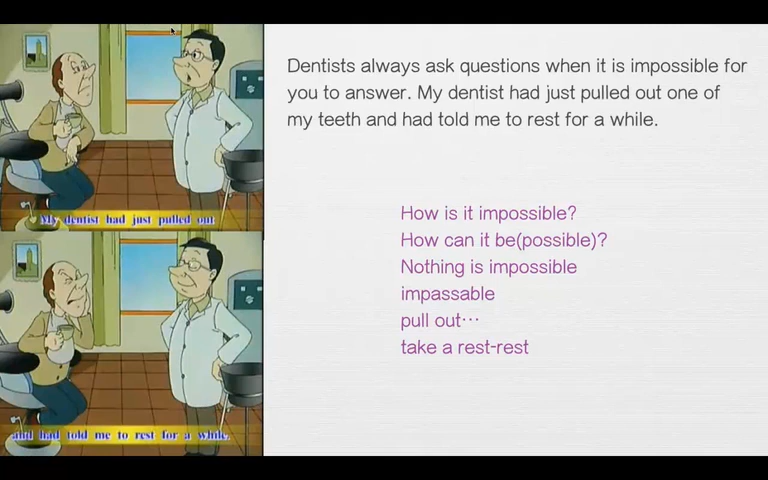 My dentist had just pulled out
and had told me to rest for a while.
Dentists always ask questions when it is impossible for
you to answer. My dentist had just pulled out one of
my teeth and had told me to rest for a while.
How is it impossible?
How can it be(possible)?
Nothing is impossible
impassable
pull out…
take a rest-rest